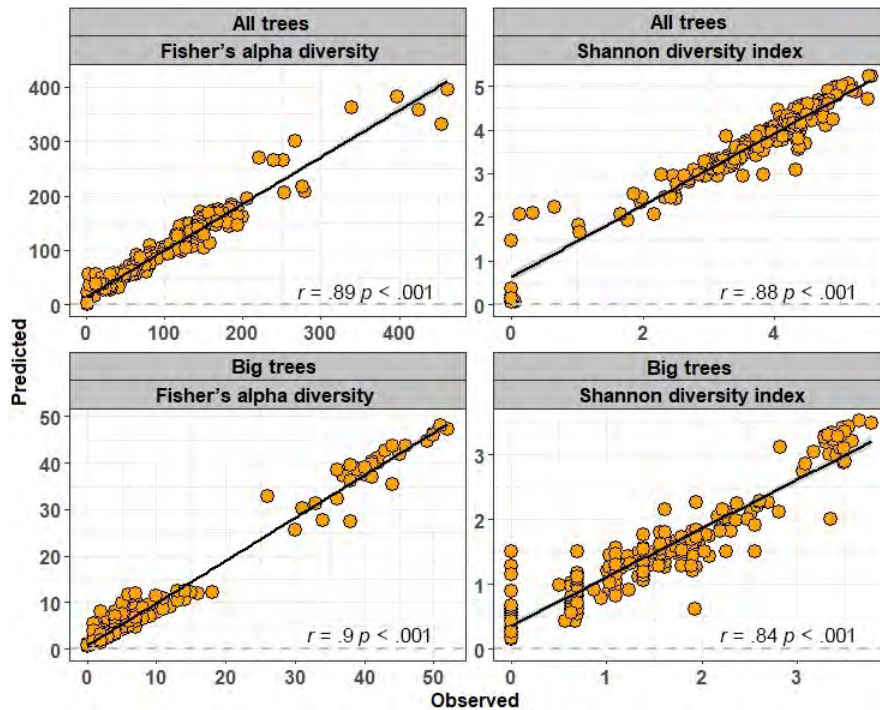 All trees
Fisher's alpha diversity
400
300
200
100
0
0 100 200 300 400
r = .89 p < .001
All trees
Shannon diversity index
5
4
3
2
1
0
0 2 4
r = .88 p < .001
Predicted
Big trees
Fisher's alpha diversity
50
40
30
20
10
0
0 10 20 30 40 50
r = .9 p < .001
Big trees
Shannon diversity index
3
2
1
0
0 1 2 3
r = .84 p < .001
Observed